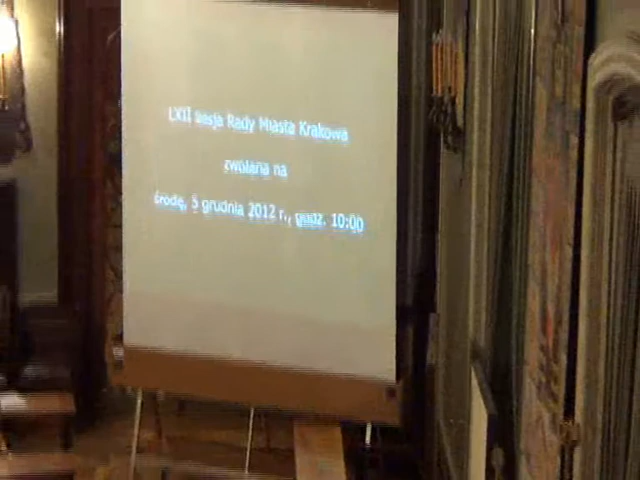 LXII sesja Rady Miasta Krakowa
zwołana na
środę, 5 grudnia 2012 r., godz. 10:00